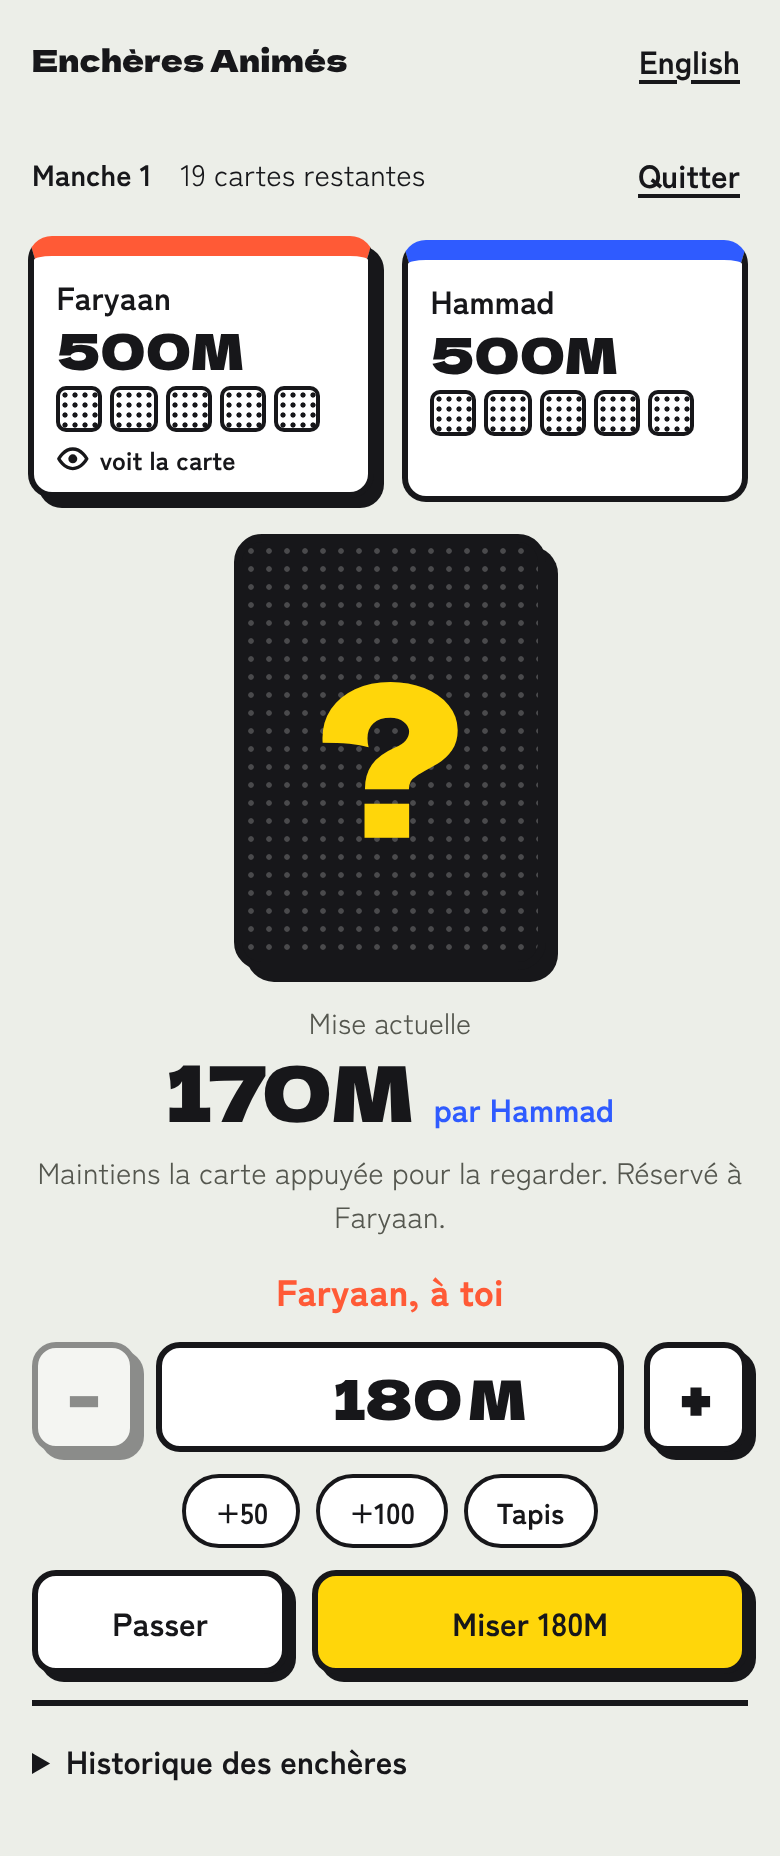 Enchères Animés
English
Manche 1 19 cartes restantes
Quitter
Faryaan
500M
voit la carte
Hammad
500M
?
Mise actuelle
170M par Hammad
Maintiens la carte appuyée pour la regarder. Réservé à
Faryaan.
Faryaan, à toi
− 180 M +
+50 +100 Tapis
Passer Miser 180M
▶ Historique des enchères